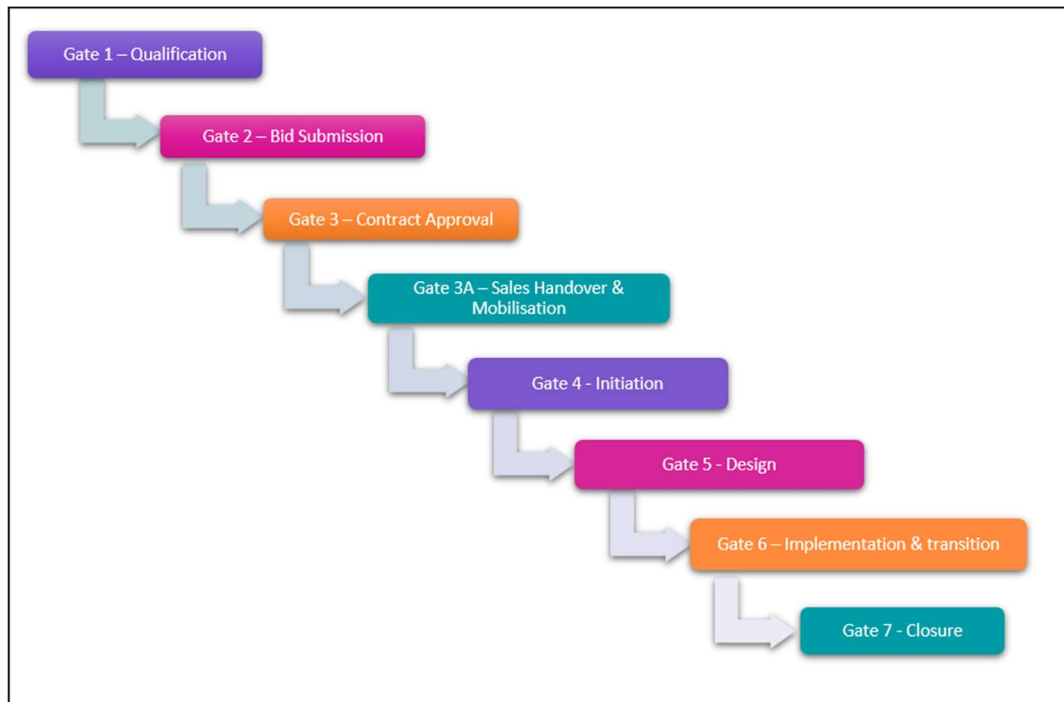 Gate 1 – Qualification
Gate 2 – Bid Submission
Gate 3 – Contract Approval
Gate 3A – Sales Handover &
Mobilisation
Gate 4 - Initiation
Gate 5 - Design
Gate 6 – Implementation & transition
Gate 7 - Closure